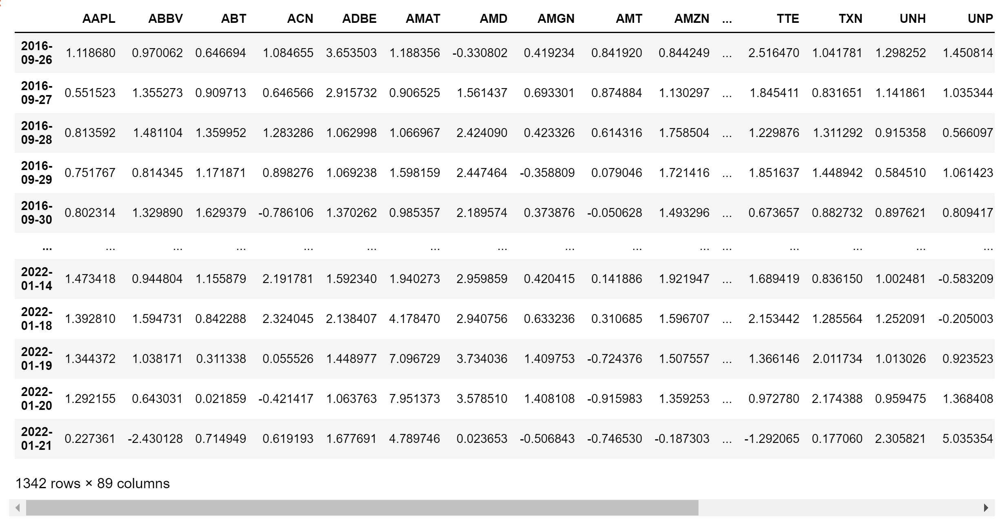 AAPL ABBV ABT ACN ADBE AMAT AMD AMGN AMT AMZN ... TTE TXN UNH UNP
2016-
09-26 1.118680 0.970062 0.646694 1.084655 3.653503 1.188356 -0.330802 0.419234 0.841920 0.844249 ... 2.516470 1.041781 1.298252 1.450814
2016-
09-27 0.551523 1.355273 0.909713 0.646566 2.915732 0.906525 1.561437 0.693301 0.874884 1.130297 ... 1.845411 0.831651 1.141861 1.035344
2016-
09-28 0.813592 1.481104 1.359952 1.283286 1.062998 1.066967 2.424090 0.423326 0.614316 1.758504 ... 1.229876 1.311292 0.915358 0.566097
2016-
09-29 0.751767 0.814345 1.171871 0.898276 1.069238 1.598159 2.447464 -0.358809 0.079046 1.721416 ... 1.851637 1.448942 0.584510 1.061423
2016-
09-30 0.802314 1.329890 1.629379 -0.786106 1.370262 0.985357 2.189574 0.373876 -0.050628 1.493296 ... 0.673657 0.882732 0.897621 0.809417
... ... ... ... ... ... ... ... ... ... ... ... ... ... ... ...
2022-
01-14 1.473418 0.944804 1.155879 2.191781 1.592340 1.940273 2.959859 0.420415 0.141886 1.921947 ... 1.689419 0.836150 1.002481 -0.583209
2022-
01-18 1.392810 1.594731 0.842288 2.324045 2.138407 4.178470 2.940756 0.633236 0.310685 1.596707 ... 2.153442 1.285564 1.252091 -0.205003
2022-
01-19 1.344372 1.038171 0.311338 0.055526 1.448977 7.096729 3.734036 1.409753 -0.724376 1.507557 ... 1.366146 2.011734 1.013026 0.923523
2022-
01-20 1.292155 0.643031 0.021859 -0.421417 1.063763 7.951373 3.578510 1.408108 -0.915983 1.359253 ... 0.972780 2.174388 0.959475 1.368408
2022-
01-21 0.227361 -2.430128 0.714949 0.619193 1.677691 4.789746 0.023653 -0.506843 -0.746530 -0.187303 ... -1.292065 0.177060 2.305821 5.035354
1342 rows × 89 columns